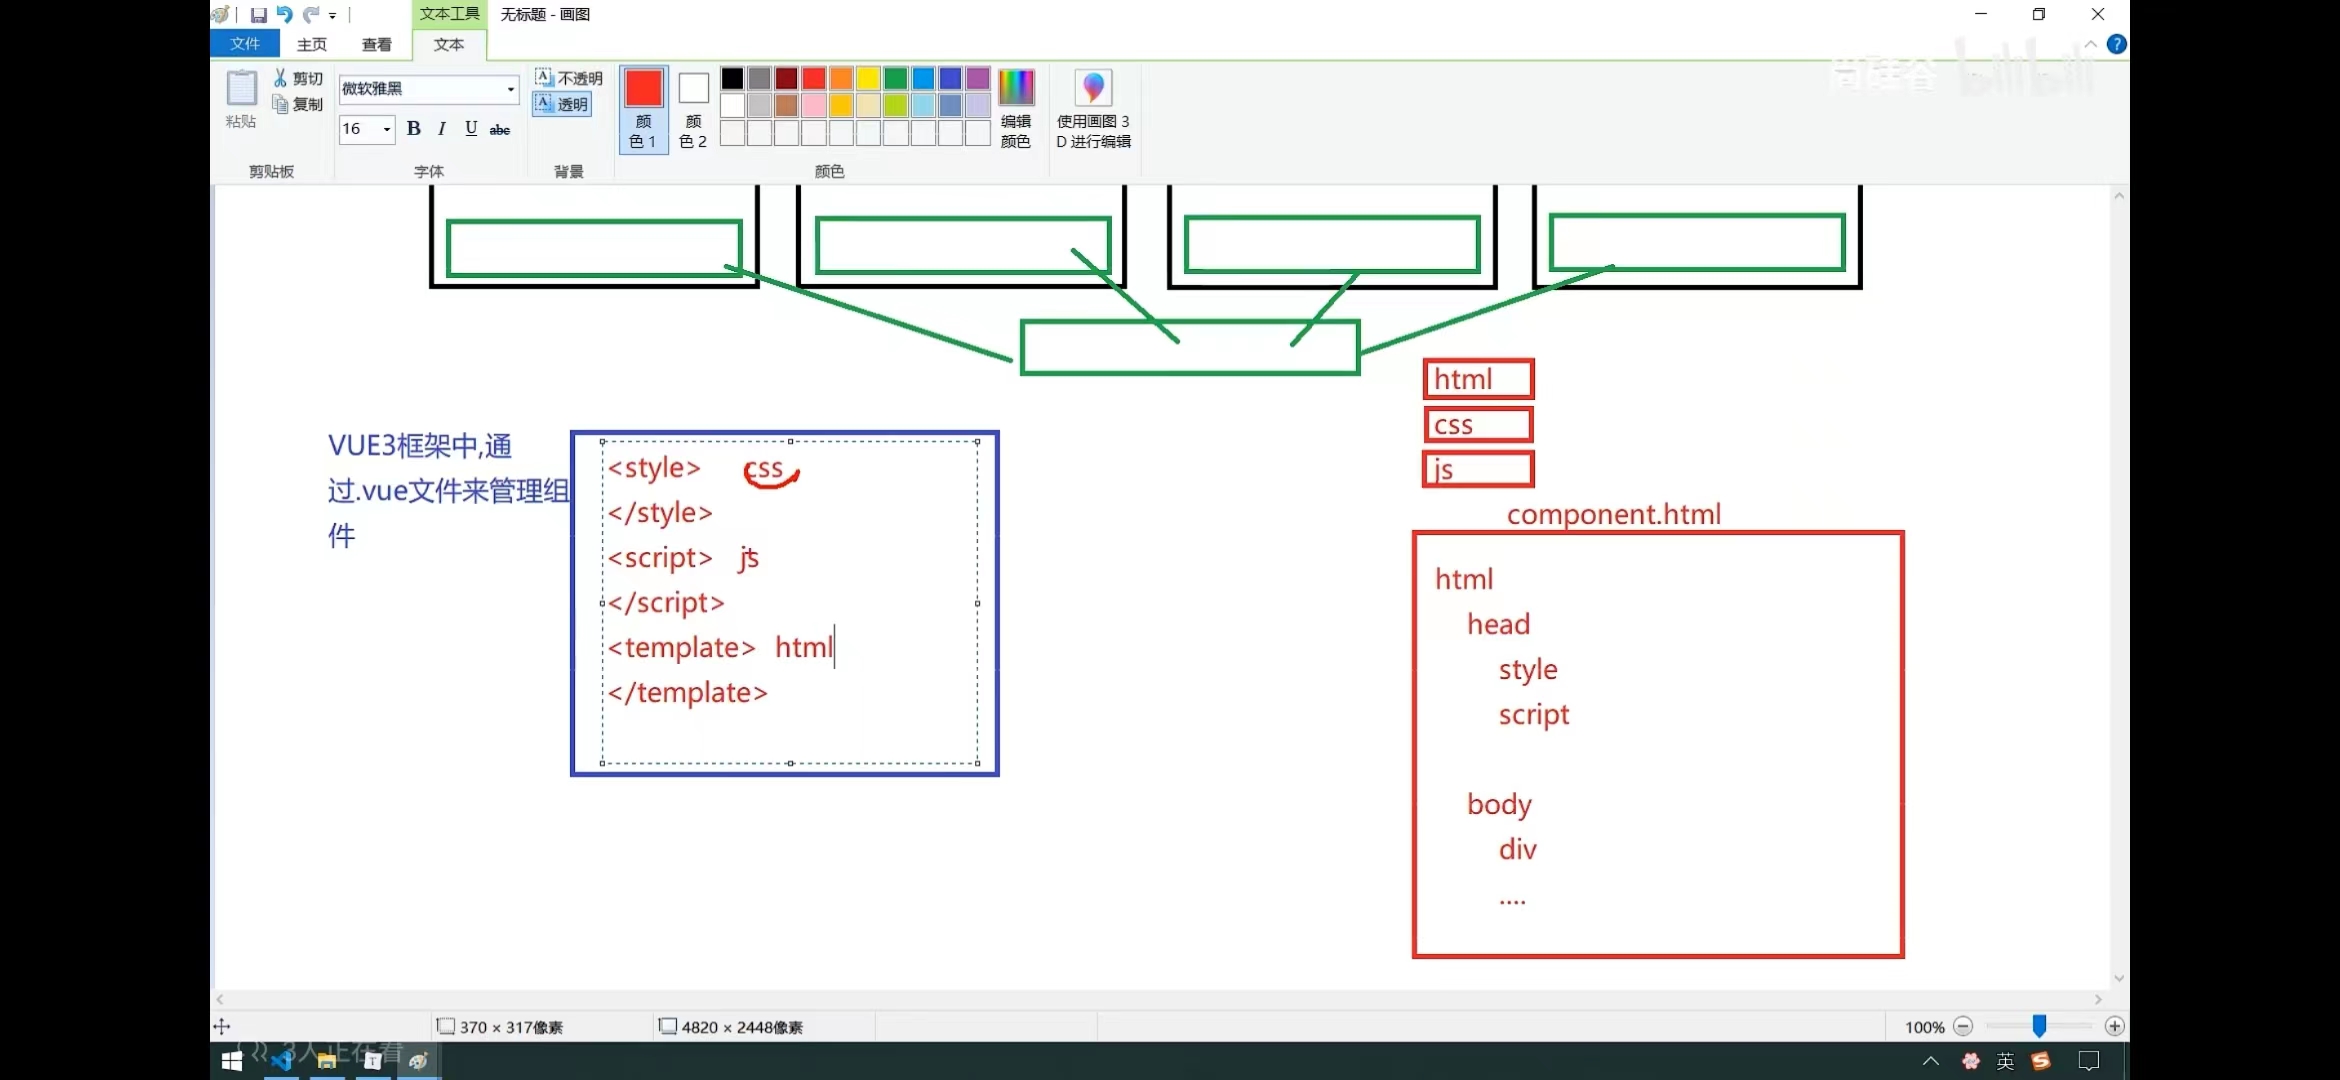 文本工具
无标题 - 画图
文件
主页
查看
文本
粘贴
剪切
复制
剪贴板
微软雅黑
16
B I U abc
字体
不透明
透明
背景
颜
色 1
颜
色 2
颜色
编辑
颜色
使用画图 3
D 进行编辑
尚硅谷
bilibili
VUE3框架中,通
过.vue文件来管理组
件
<style> css
</style>
<script> js
</script>
<template> html
</template>
html
css
js
component.html
html
head
style
script
body
div
....
370 × 317像素
4820 × 2448像素
100%
3人正在看
英